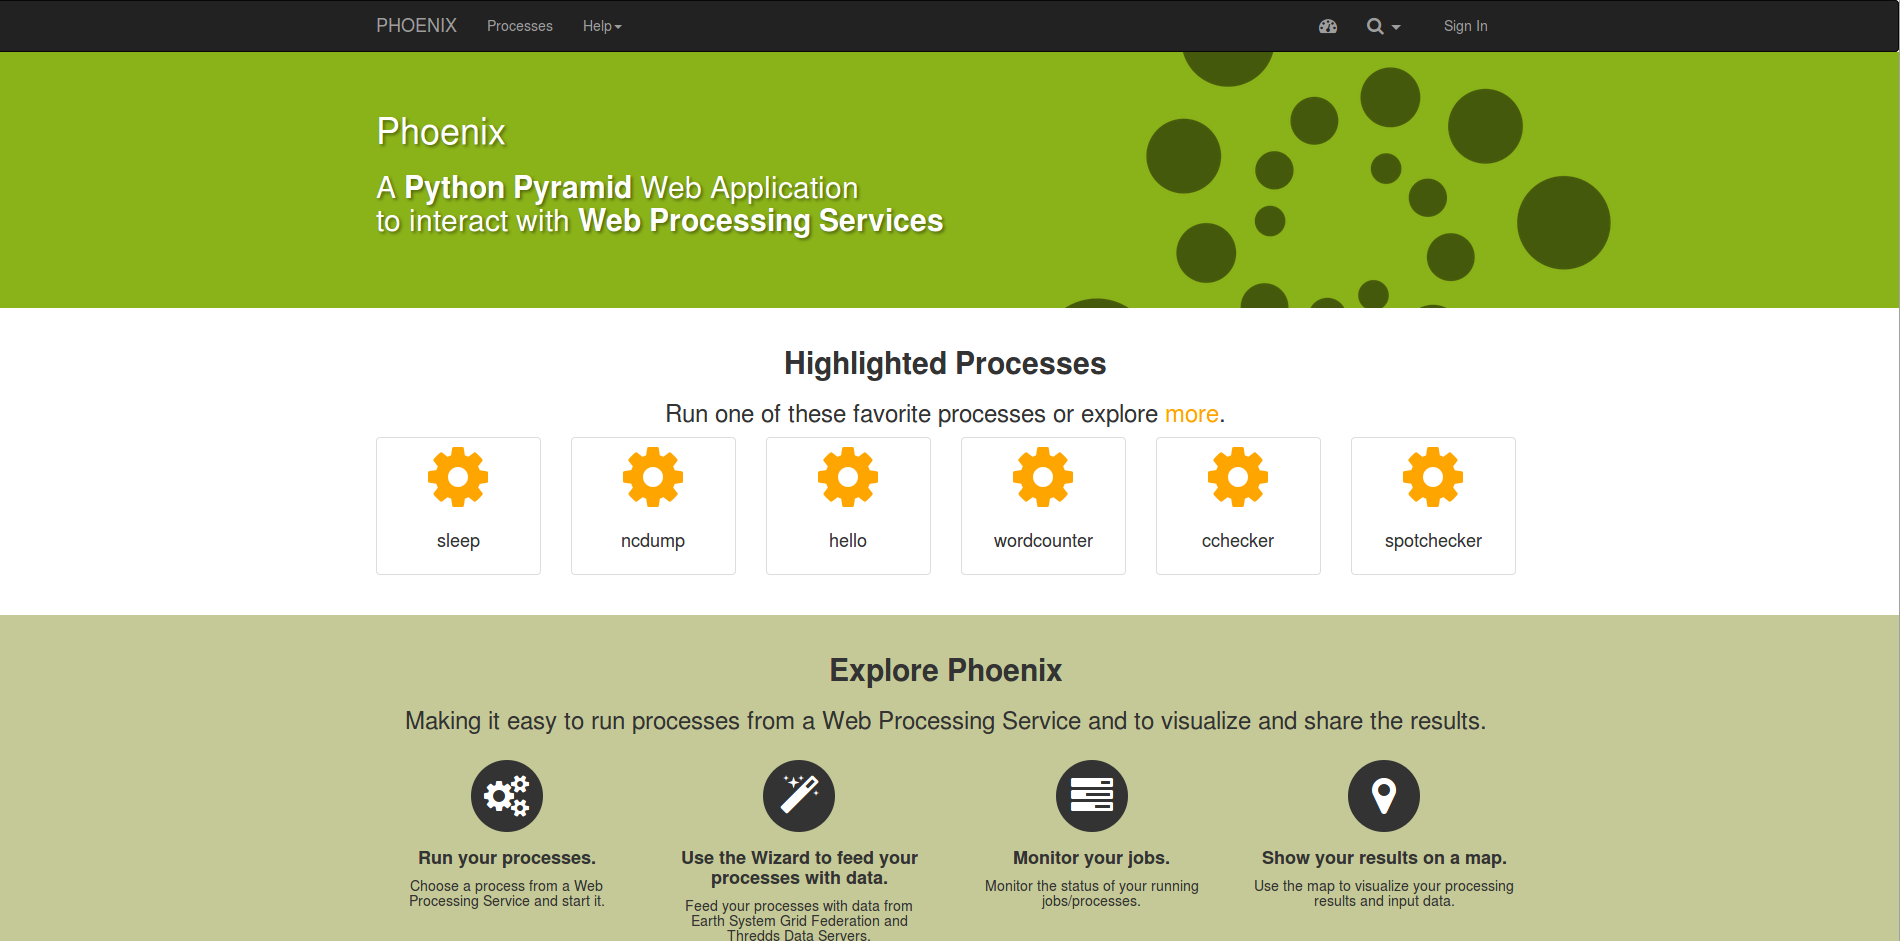 PHOENIX Processes Help Sign In
Phoenix
A Python Pyramid Web Application
to interact with Web Processing Services
Highlighted Processes
Run one of these favorite processes or explore more.
sleep
ncdump
hello
wordcounter
cchecker
spotchecker
Explore Phoenix
Making it easy to run processes from a Web Processing Service and to visualize and share the results.
Run your processes.
Choose a process from a Web
Processing Service and start it.
Use the Wizard to feed your
processes with data.
Feed your processes with data from
Earth System Grid Federation and
Thredds Data Servers.
Monitor your jobs.
Monitor the status of your running
jobs/processes.
Show your results on a map.
Use the map to visualize your processing
results and input data.